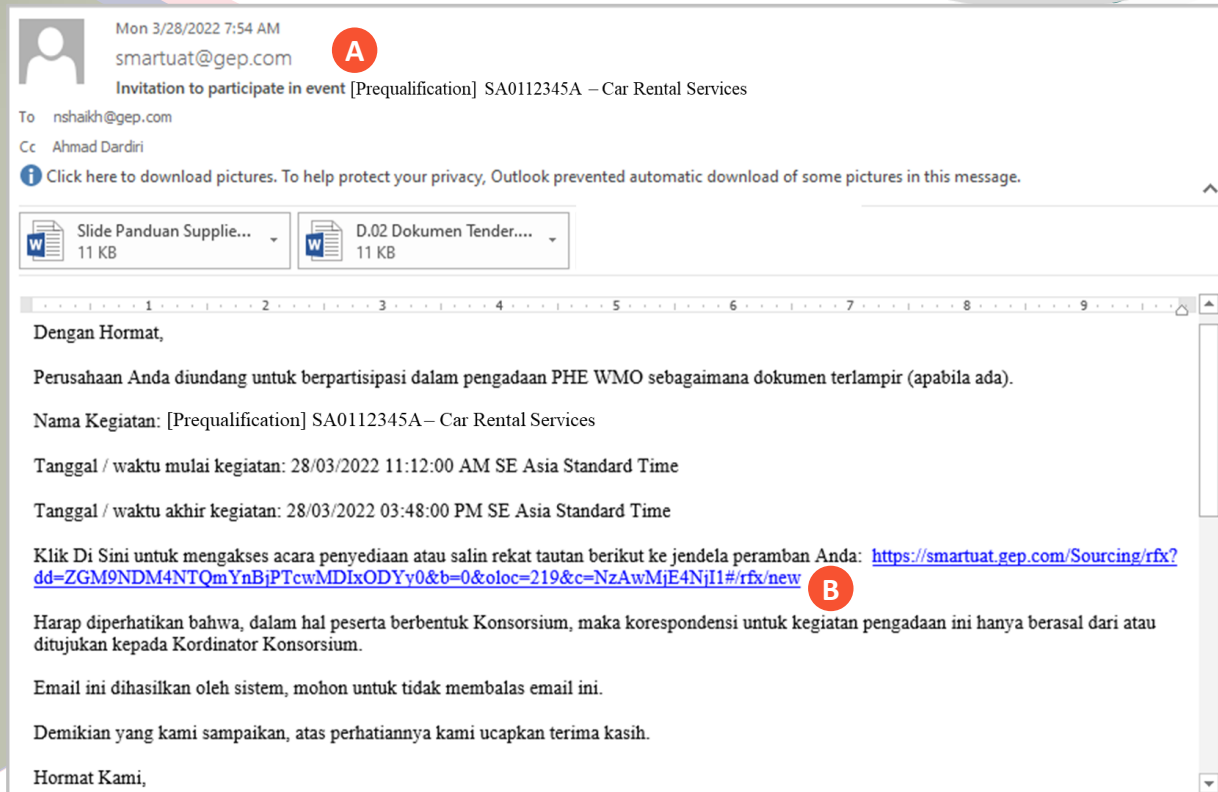 Mon 3/28/2022 7:54 AM
smartuat@gep.com
A
Invitation to participate in event [Prequalification] SA0112345A – Car Rental Services
To nshaikh@gep.com
Cc Ahmad Dardiri
Click here to download pictures. To help protect your privacy, Outlook prevented automatic download of some pictures in this message.
Slide Panduan Supplie... D.02 Dokumen Tender....
11 KB 11 KB
1 2 3 4 5 6 7 8 9
Dengan Hormat,
Perusahaan Anda diundang untuk berpartisipasi dalam pengadaan PHE WMO sebagaimana dokumen terlampir (apabila ada).
Nama Kegiatan: [Prequalification] SA0112345A– Car Rental Services
Tanggal / waktu mulai kegiatan: 28/03/2022 11:12:00 AM SE Asia Standard Time
Tanggal / waktu akhir kegiatan: 28/03/2022 03:48:00 PM SE Asia Standard Time
Klik Di Sini untuk mengakses acara penyediaan atau salin rekat tautan berikut ke jendela peramban Anda: https://smartuat.gep.com/Sourcing/rfx?
dd=ZGM9NDM4NTQmYnBjPTcwMDIxODYy0&b=0&oloc=219&c=NzAwMjE4NjI1#/rfx/new
B
Harap diperhatikan bahwa, dalam hal peserta berbentuk Konsorsium, maka korespondensi untuk kegiatan pengadaan ini hanya berasal dari atau
ditujukan kepada Kordinator Konsorsium.
Email ini dihasilkan oleh sistem, mohon untuk tidak membalas email ini.
Demikian yang kami sampaikan, atas perhatiannya kami ucapkan terima kasih.
Hormat Kami,